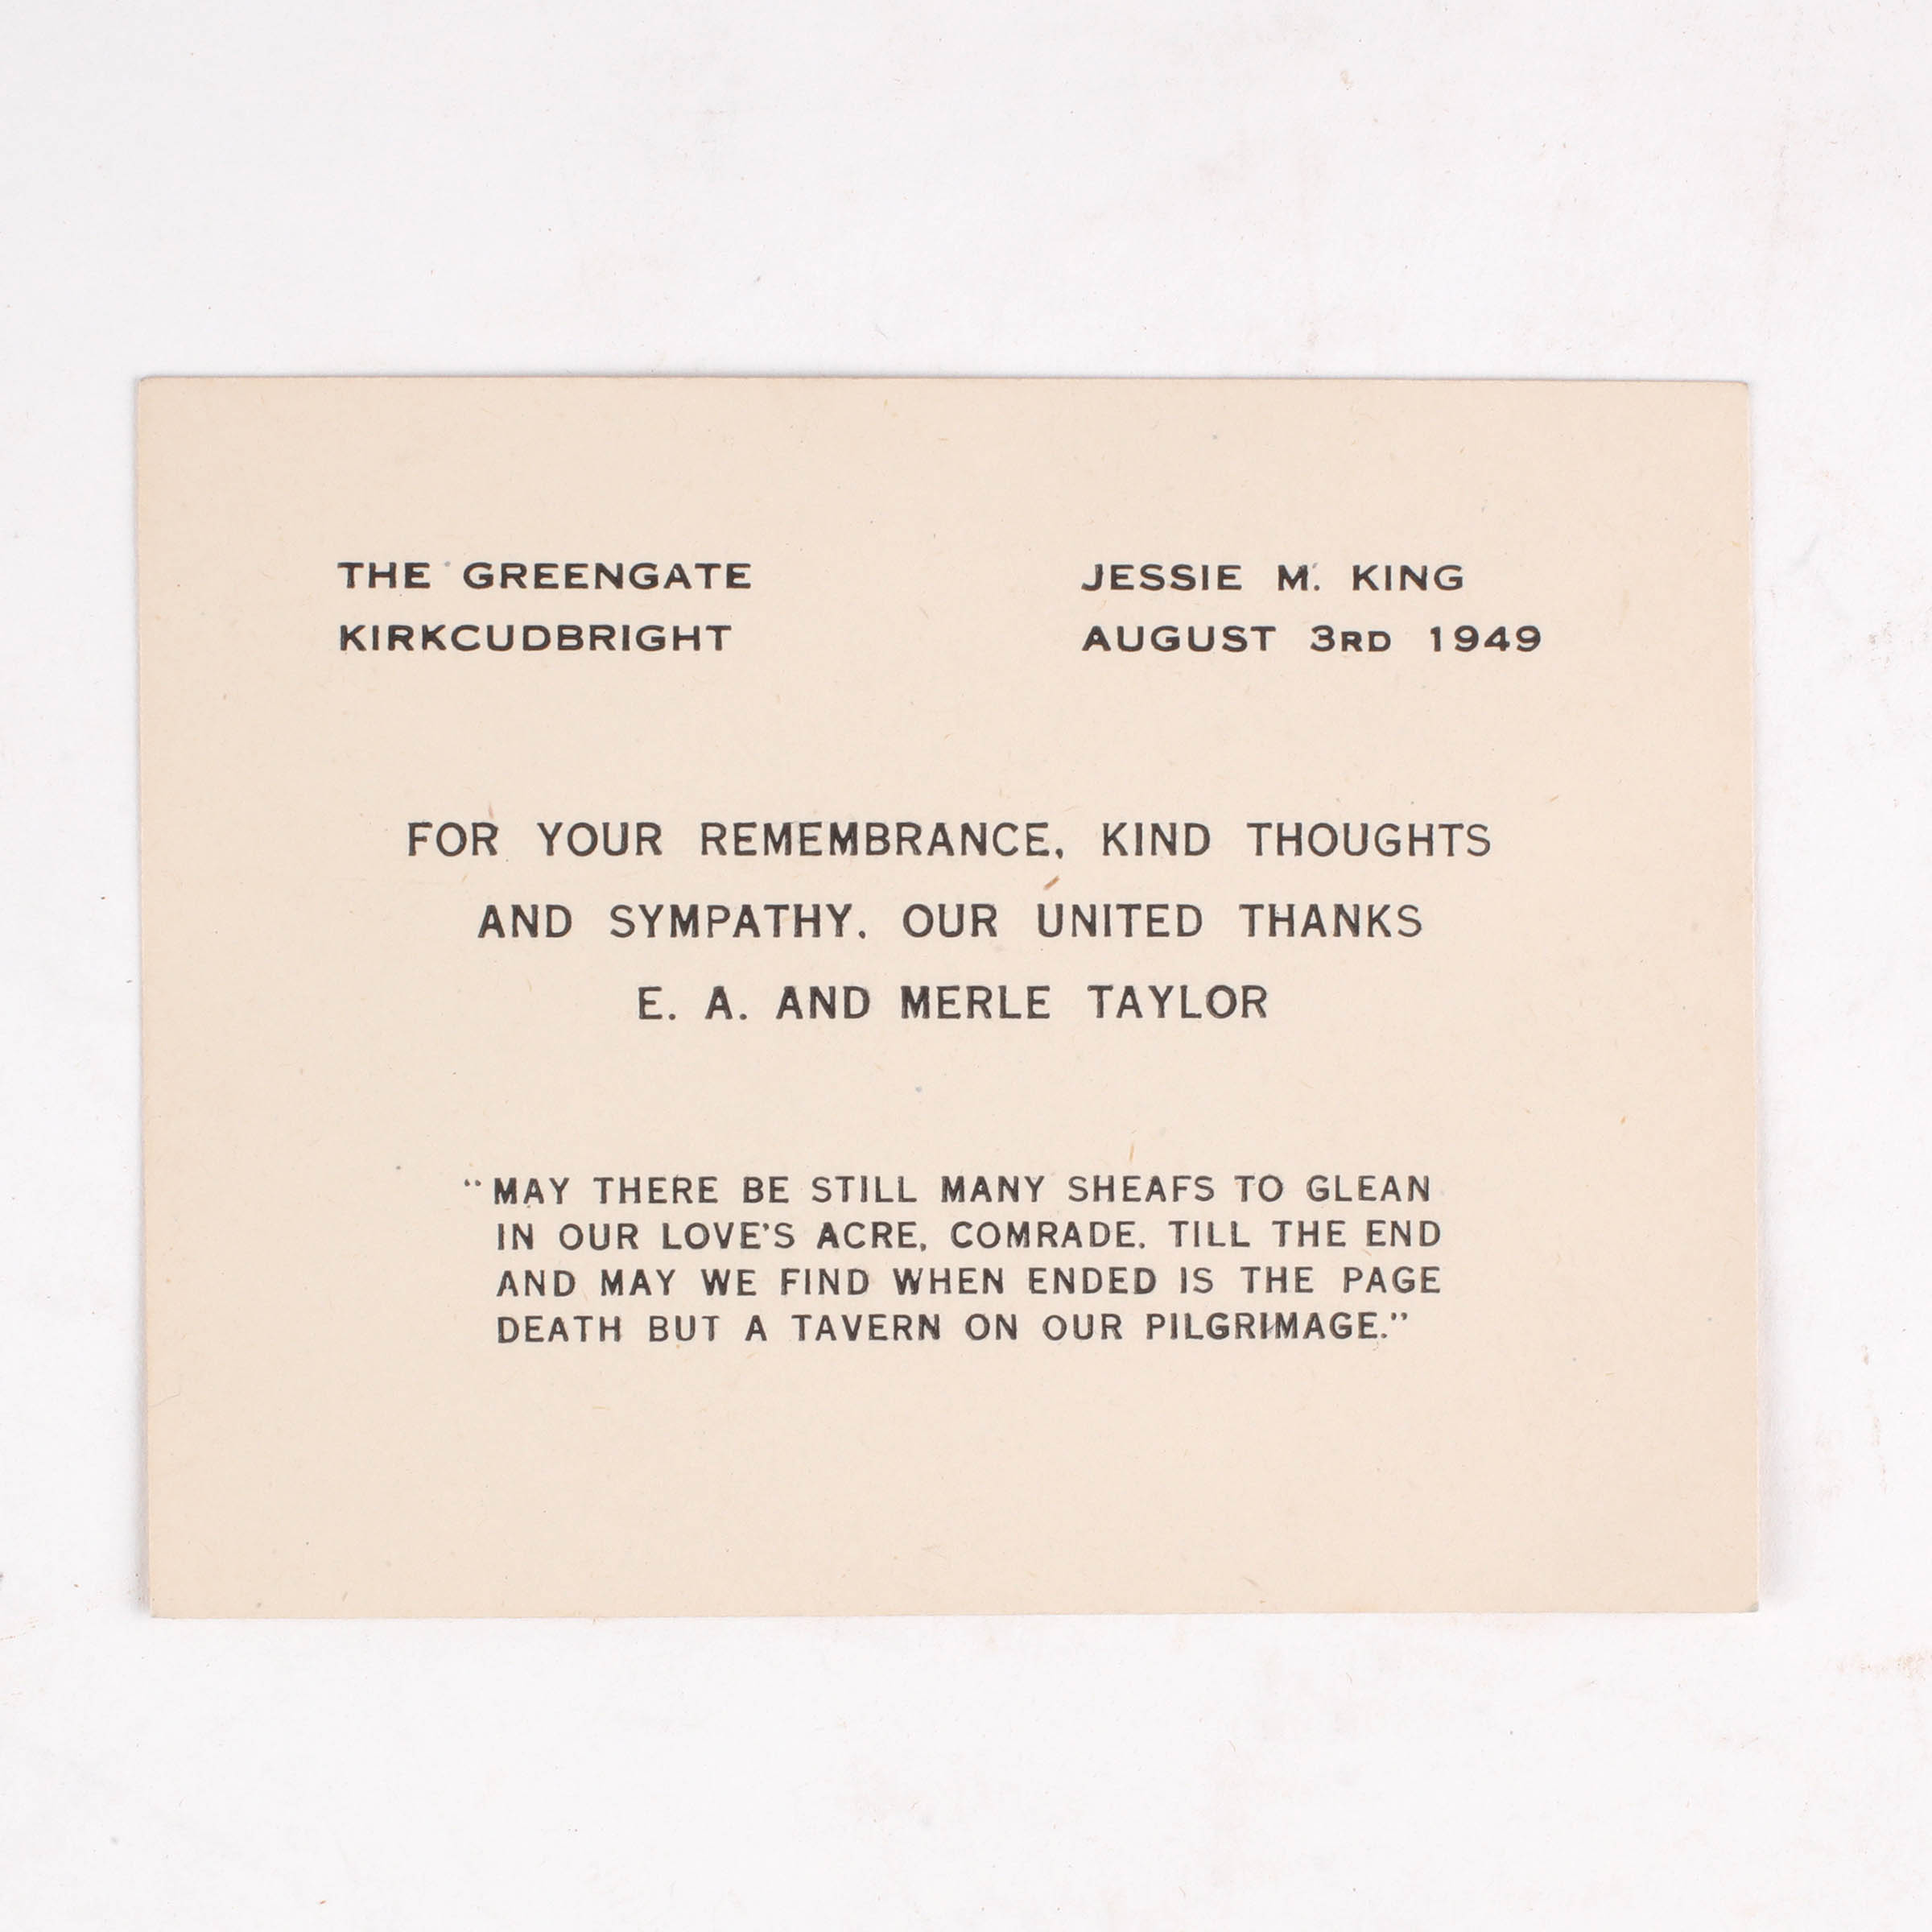 THE GREENGATE
KIRKCUDBRIGHT
JESSIE M. KING
AUGUST 3RD 1949
FOR YOUR REMEMBRANCE, KIND THOUGHTS
AND SYMPATHY. OUR UNITED THANKS
E. A. AND MERLE TAYLOR
“MAY THERE BE STILL MANY SHEAFS TO GLEAN
IN OUR LOVE'S ACRE, COMRADE. TILL THE END
AND MAY WE FIND WHEN ENDED IS THE PAGE
DEATH BUT A TAVERN ON OUR PILGRIMAGE.”